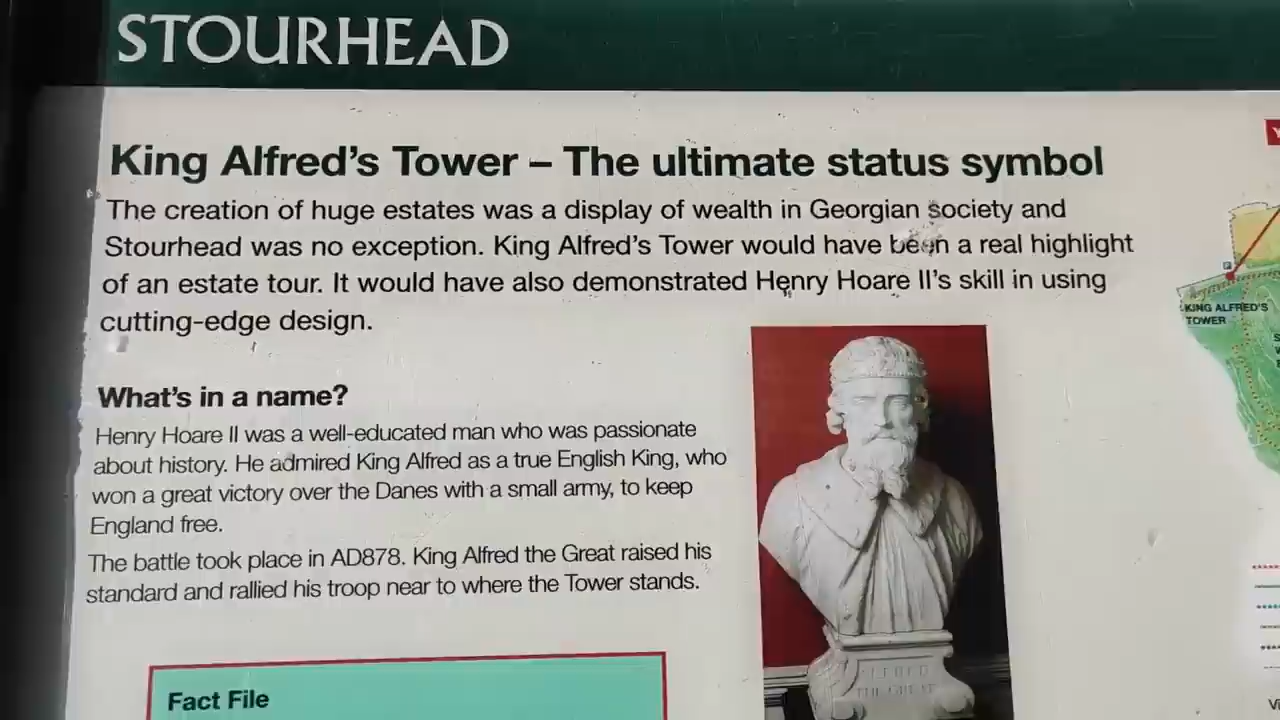 STOURHEAD
King Alfred's Tower – The ultimate status symbol
The creation of huge estates was a display of wealth in Georgian society and
Stourhead was no exception. King Alfred's Tower would have been a real highlight
of an estate tour. It would have also demonstrated Henry Hoare II's skill in using
cutting-edge design.
What's in a name?
Henry Hoare II was a well-educated man who was passionate
about history. He admired King Alfred as a true English King, who
won a great victory over the Danes with a small army, to keep
England free.
The battle took place in AD878. King Alfred the Great raised his
standard and rallied his troop near to where the Tower stands.
Fact File
ALFRED
THE GREAT
KING ALFRED'S
TOWER